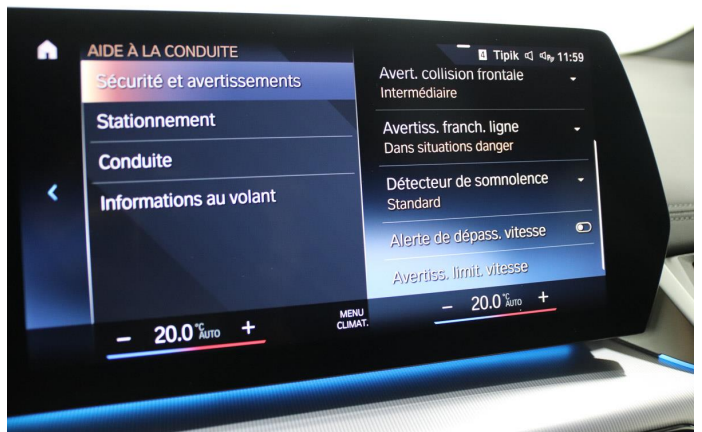 AIDE À LA CONDUITE
4 Tipik 11:59
Sécurité et avertissements
Stationnement
Conduite
Informations au volant
Avert. collision frontale
Intermédiaire
Avertiss. franch. ligne
Dans situations danger
Détecteur de somnolence
Standard
Alerte de dépass. vitesse
Avertiss. limit. vitesse
– 20.0 °C AUTO +
MENU
CLIMAT.
– 20.0 °C AUTO +